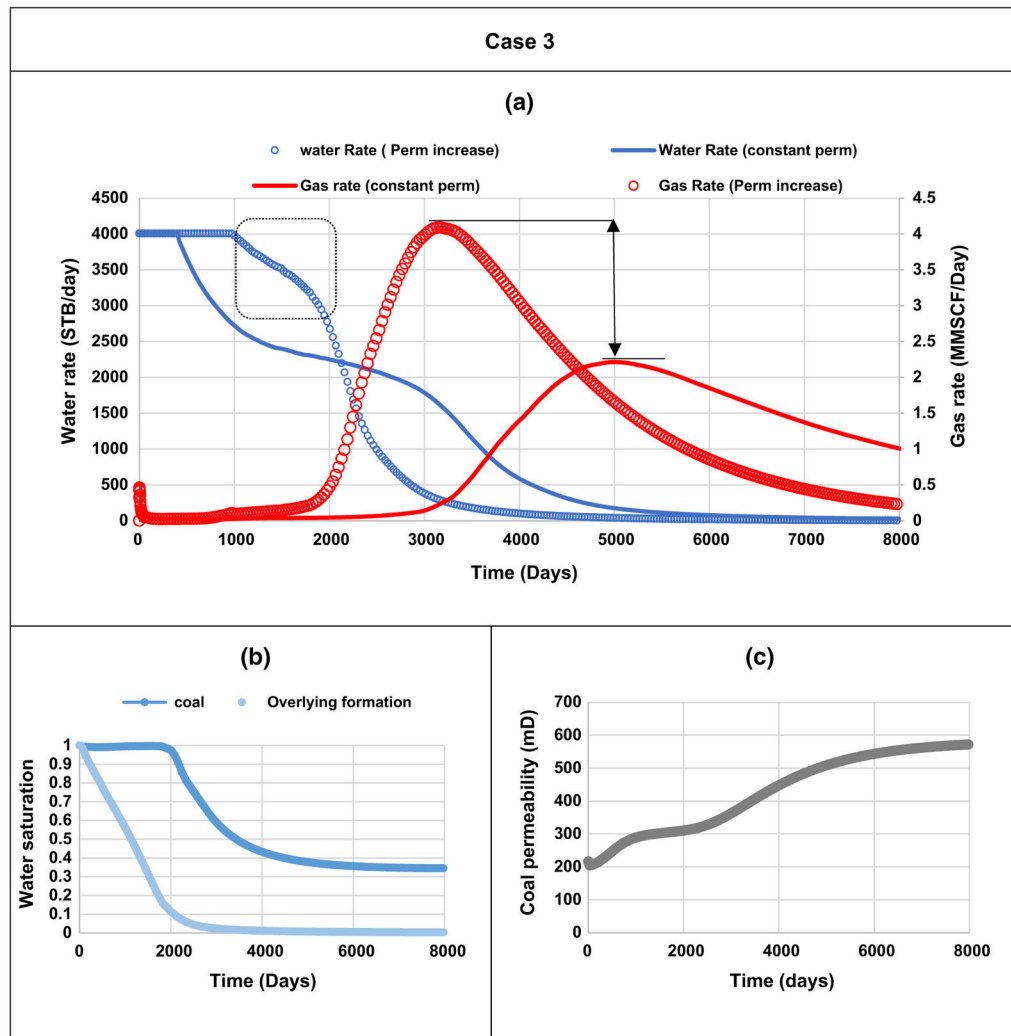 Case 3
(a)
water Rate ( Perm increase)
Water Rate (constant perm)
Gas rate (constant perm)
Gas Rate (Perm increase)
4500
4000
3500
3000
2500
2000
1500
1000
500
0
Water rate (STB/day)
4.5
4
3.5
3
2.5
2
1.5
1
0.5
0
Gas rate (MMSCF/Day)
0 1000 2000 3000 4000 5000 6000 7000 8000
Time (Days)
(b)
coal
Overlying formation
1
0.9
0.8
0.7
0.6
0.5
0.4
0.3
0.2
0.1
0
Water saturation
0 2000 4000 6000 8000
Time (Days)
(c)
700
600
500
400
300
200
100
0
Coal permeability (mD)
0 2000 4000 6000 8000
Time (days)